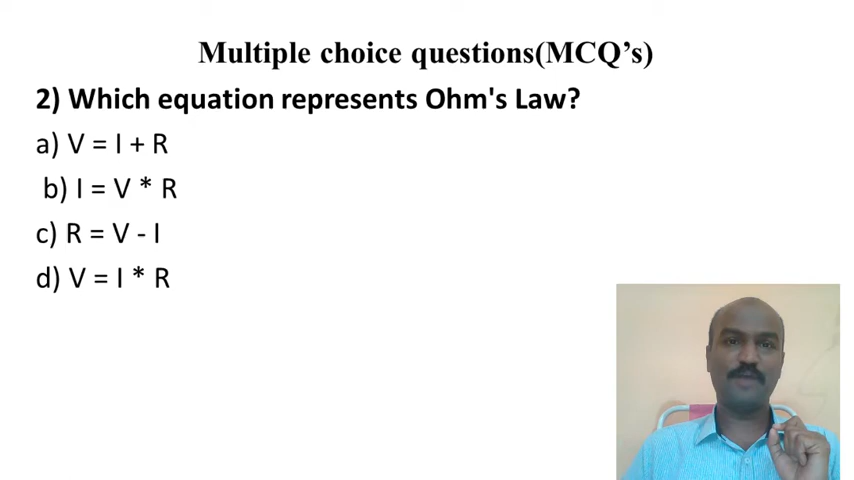 Multiple choice questions(MCQ’s)
2) Which equation represents Ohm's Law?
a) V = I + R
b) I = V * R
c) R = V - I
d) V = I * R